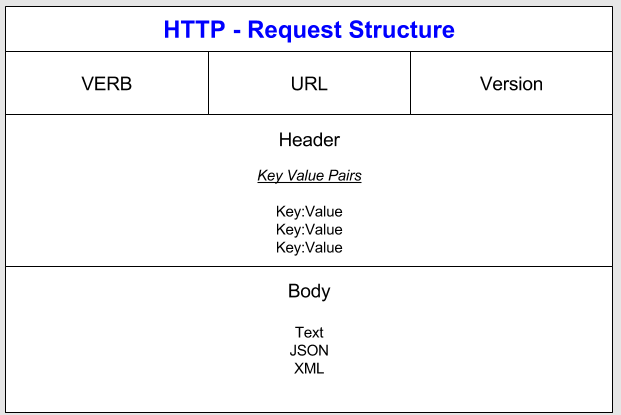 HTTP - Request Structure
VERB URL Version
Header
Key Value Pairs
Key:Value
Key:Value
Key:Value
Body
Text
JSON
XML